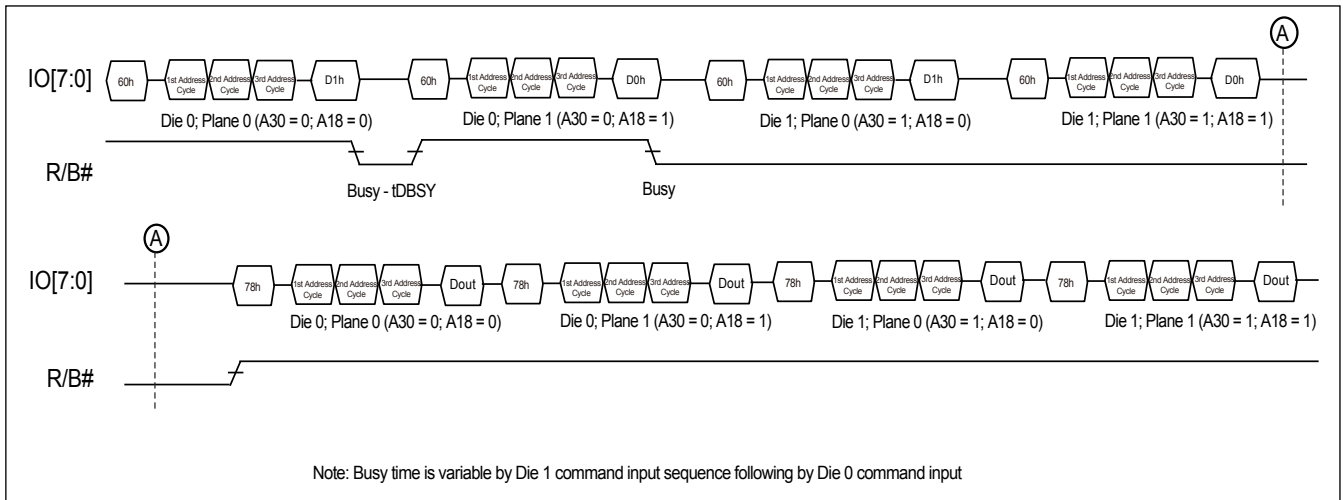 A
IO[7:0] 60h 1st Address Cycle 2nd Address Cycle 3rd Address Cycle D1h 60h 1st Address Cycle 2nd Address Cycle 3rd Address Cycle D0h 60h 1st Address Cycle 2nd Address Cycle 3rd Address Cycle D1h 60h 1st Address Cycle 2nd Address Cycle 3rd Address Cycle D0h
Die 0; Plane 0 (A30 = 0; A18 = 0) Die 0; Plane 1 (A30 = 0; A18 = 1) Die 1; Plane 0 (A30 = 1; A18 = 0) Die 1; Plane 1 (A30 = 1; A18 = 1)
R/B#
Busy - tDBSY Busy
A
IO[7:0] 78h 1st Address Cycle 2nd Address Cycle 3rd Address Cycle Dout 78h 1st Address Cycle 2nd Address Cycle 3rd Address Cycle Dout 78h 1st Address Cycle 2nd Address Cycle 3rd Address Cycle Dout 78h 1st Address Cycle 2nd Address Cycle 3rd Address Cycle Dout
Die 0; Plane 0 (A30 = 0; A18 = 0) Die 0; Plane 1 (A30 = 0; A18 = 1) Die 1; Plane 0 (A30 = 1; A18 = 0) Die 1; Plane 1 (A30 = 1; A18 = 1)
R/B#
Note: Busy time is variable by Die 1 command input sequence following by Die 0 command input